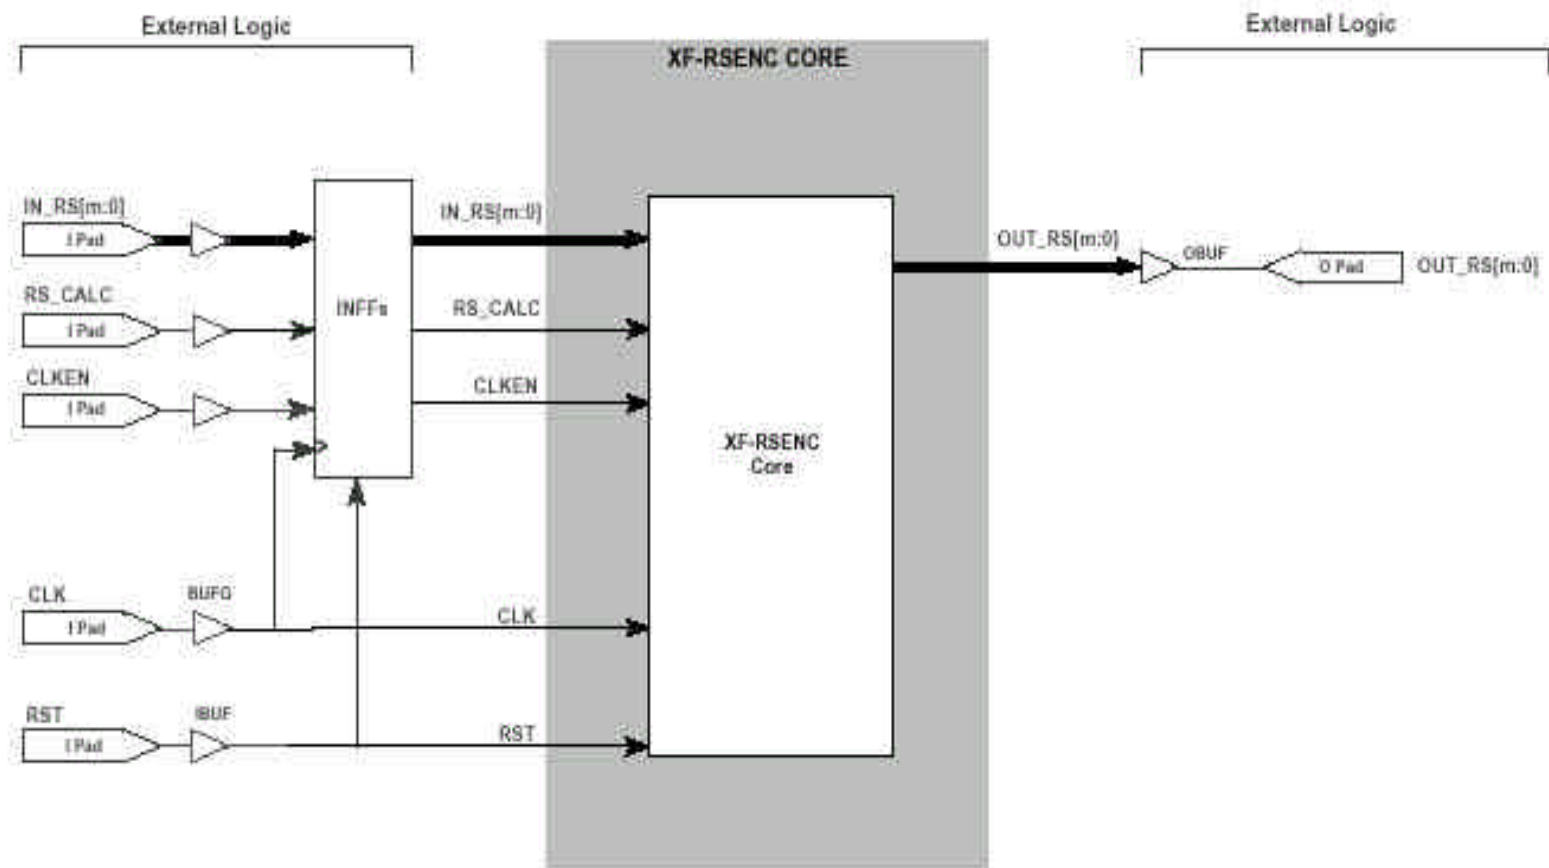 External Logic
External Logic
XF-RSENC CORE
IN_RS[m:0]
I Pad
IN_RS[m:0]
OUT_RS[m:0]
OBUF
O Pad
OUT_RS[m:0]
RS_CALC
I Pad
INFFs
RS_CALC
CLKEN
I Pad
CLKEN
XF-RSENC
Core
CLK
I Pad
BUFG
CLK
RST
I Pad
IBUF
RST